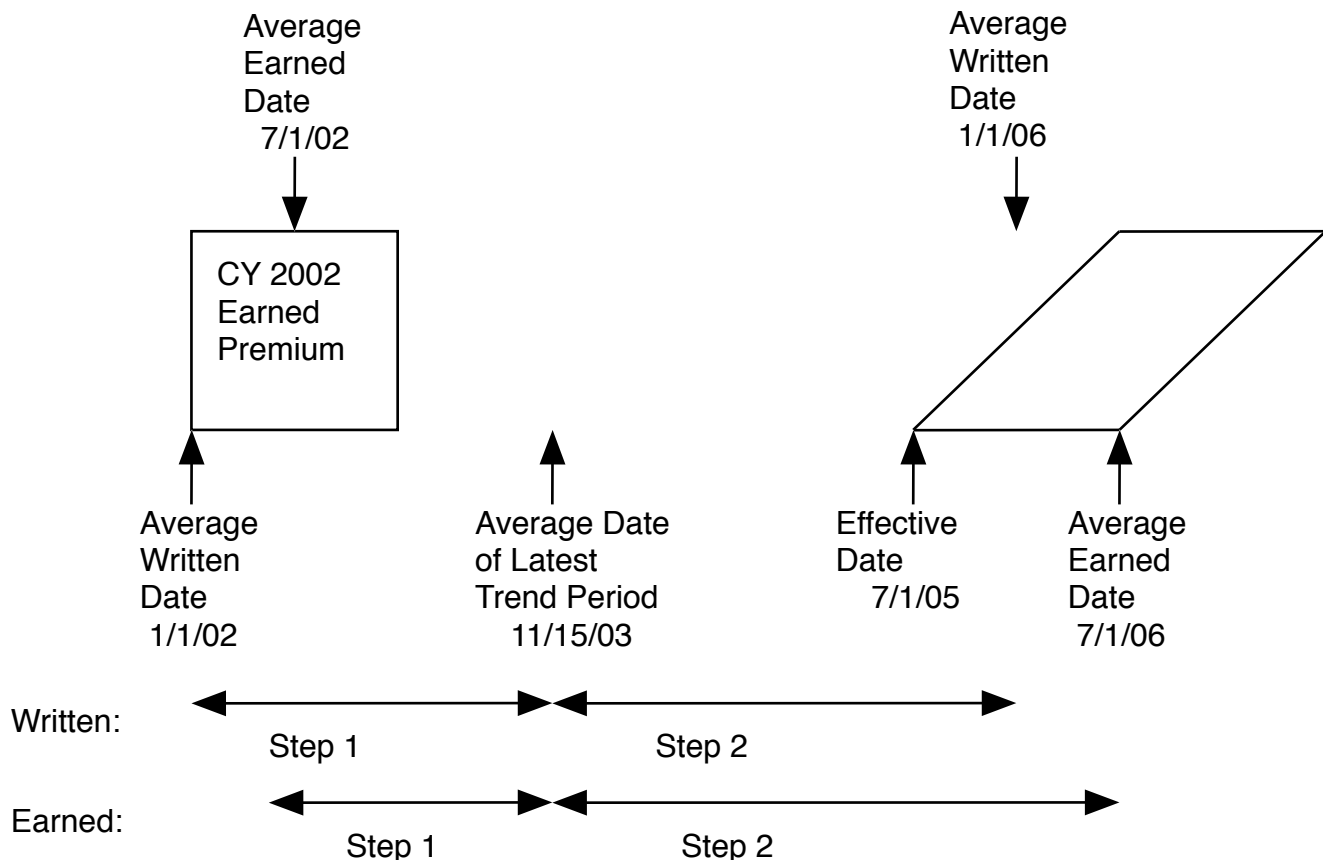 Average
Earned
Date
7/1/02
Average
Written
Date
1/1/06
CY 2002
Earned
Premium
Average
Written
Date
1/1/02
Average Date
of Latest
Trend Period
11/15/03
Effective
Date
7/1/05
Average
Earned
Date
7/1/06
Written:
Step 1
Step 2
Earned:
Step 1
Step 2